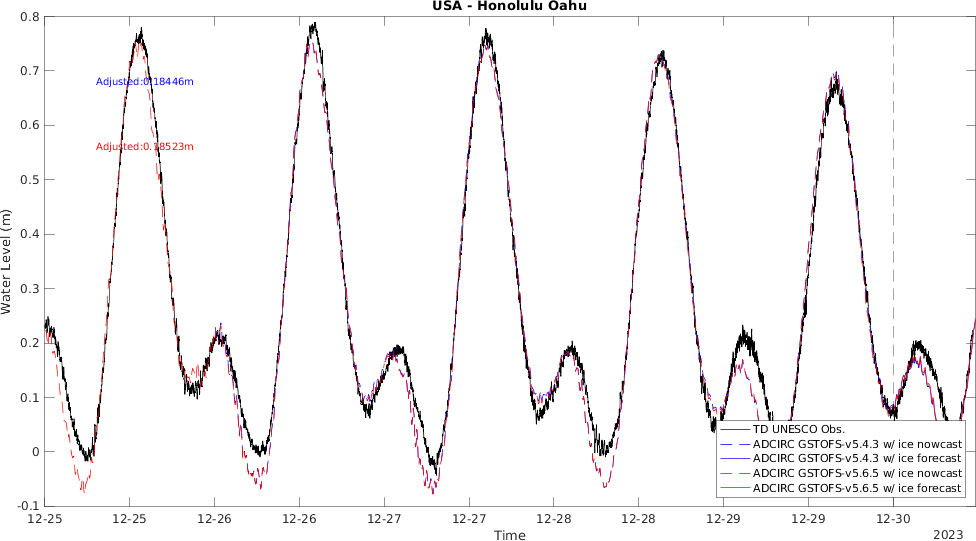 USA - Honolulu Oahu
0.8
0.7
0.6
0.5
0.4
0.3
0.2
0.1
0
-0.1
Water Level (m)
Adjusted:0.18446m
Adjusted:0.18523m
TD UNESCO Obs.
ADCIRC GSTOFS-v5.4.3 w/ ice nowcast
ADCIRC GSTOFS-v5.4.3 w/ ice forecast
ADCIRC GSTOFS-v5.6.5 w/ ice nowcast
ADCIRC GSTOFS-v5.6.5 w/ ice forecast
12-25 12-25 12-26 12-26 12-27 12-27 12-28 12-28 12-29 12-29 12-30
2023
Time